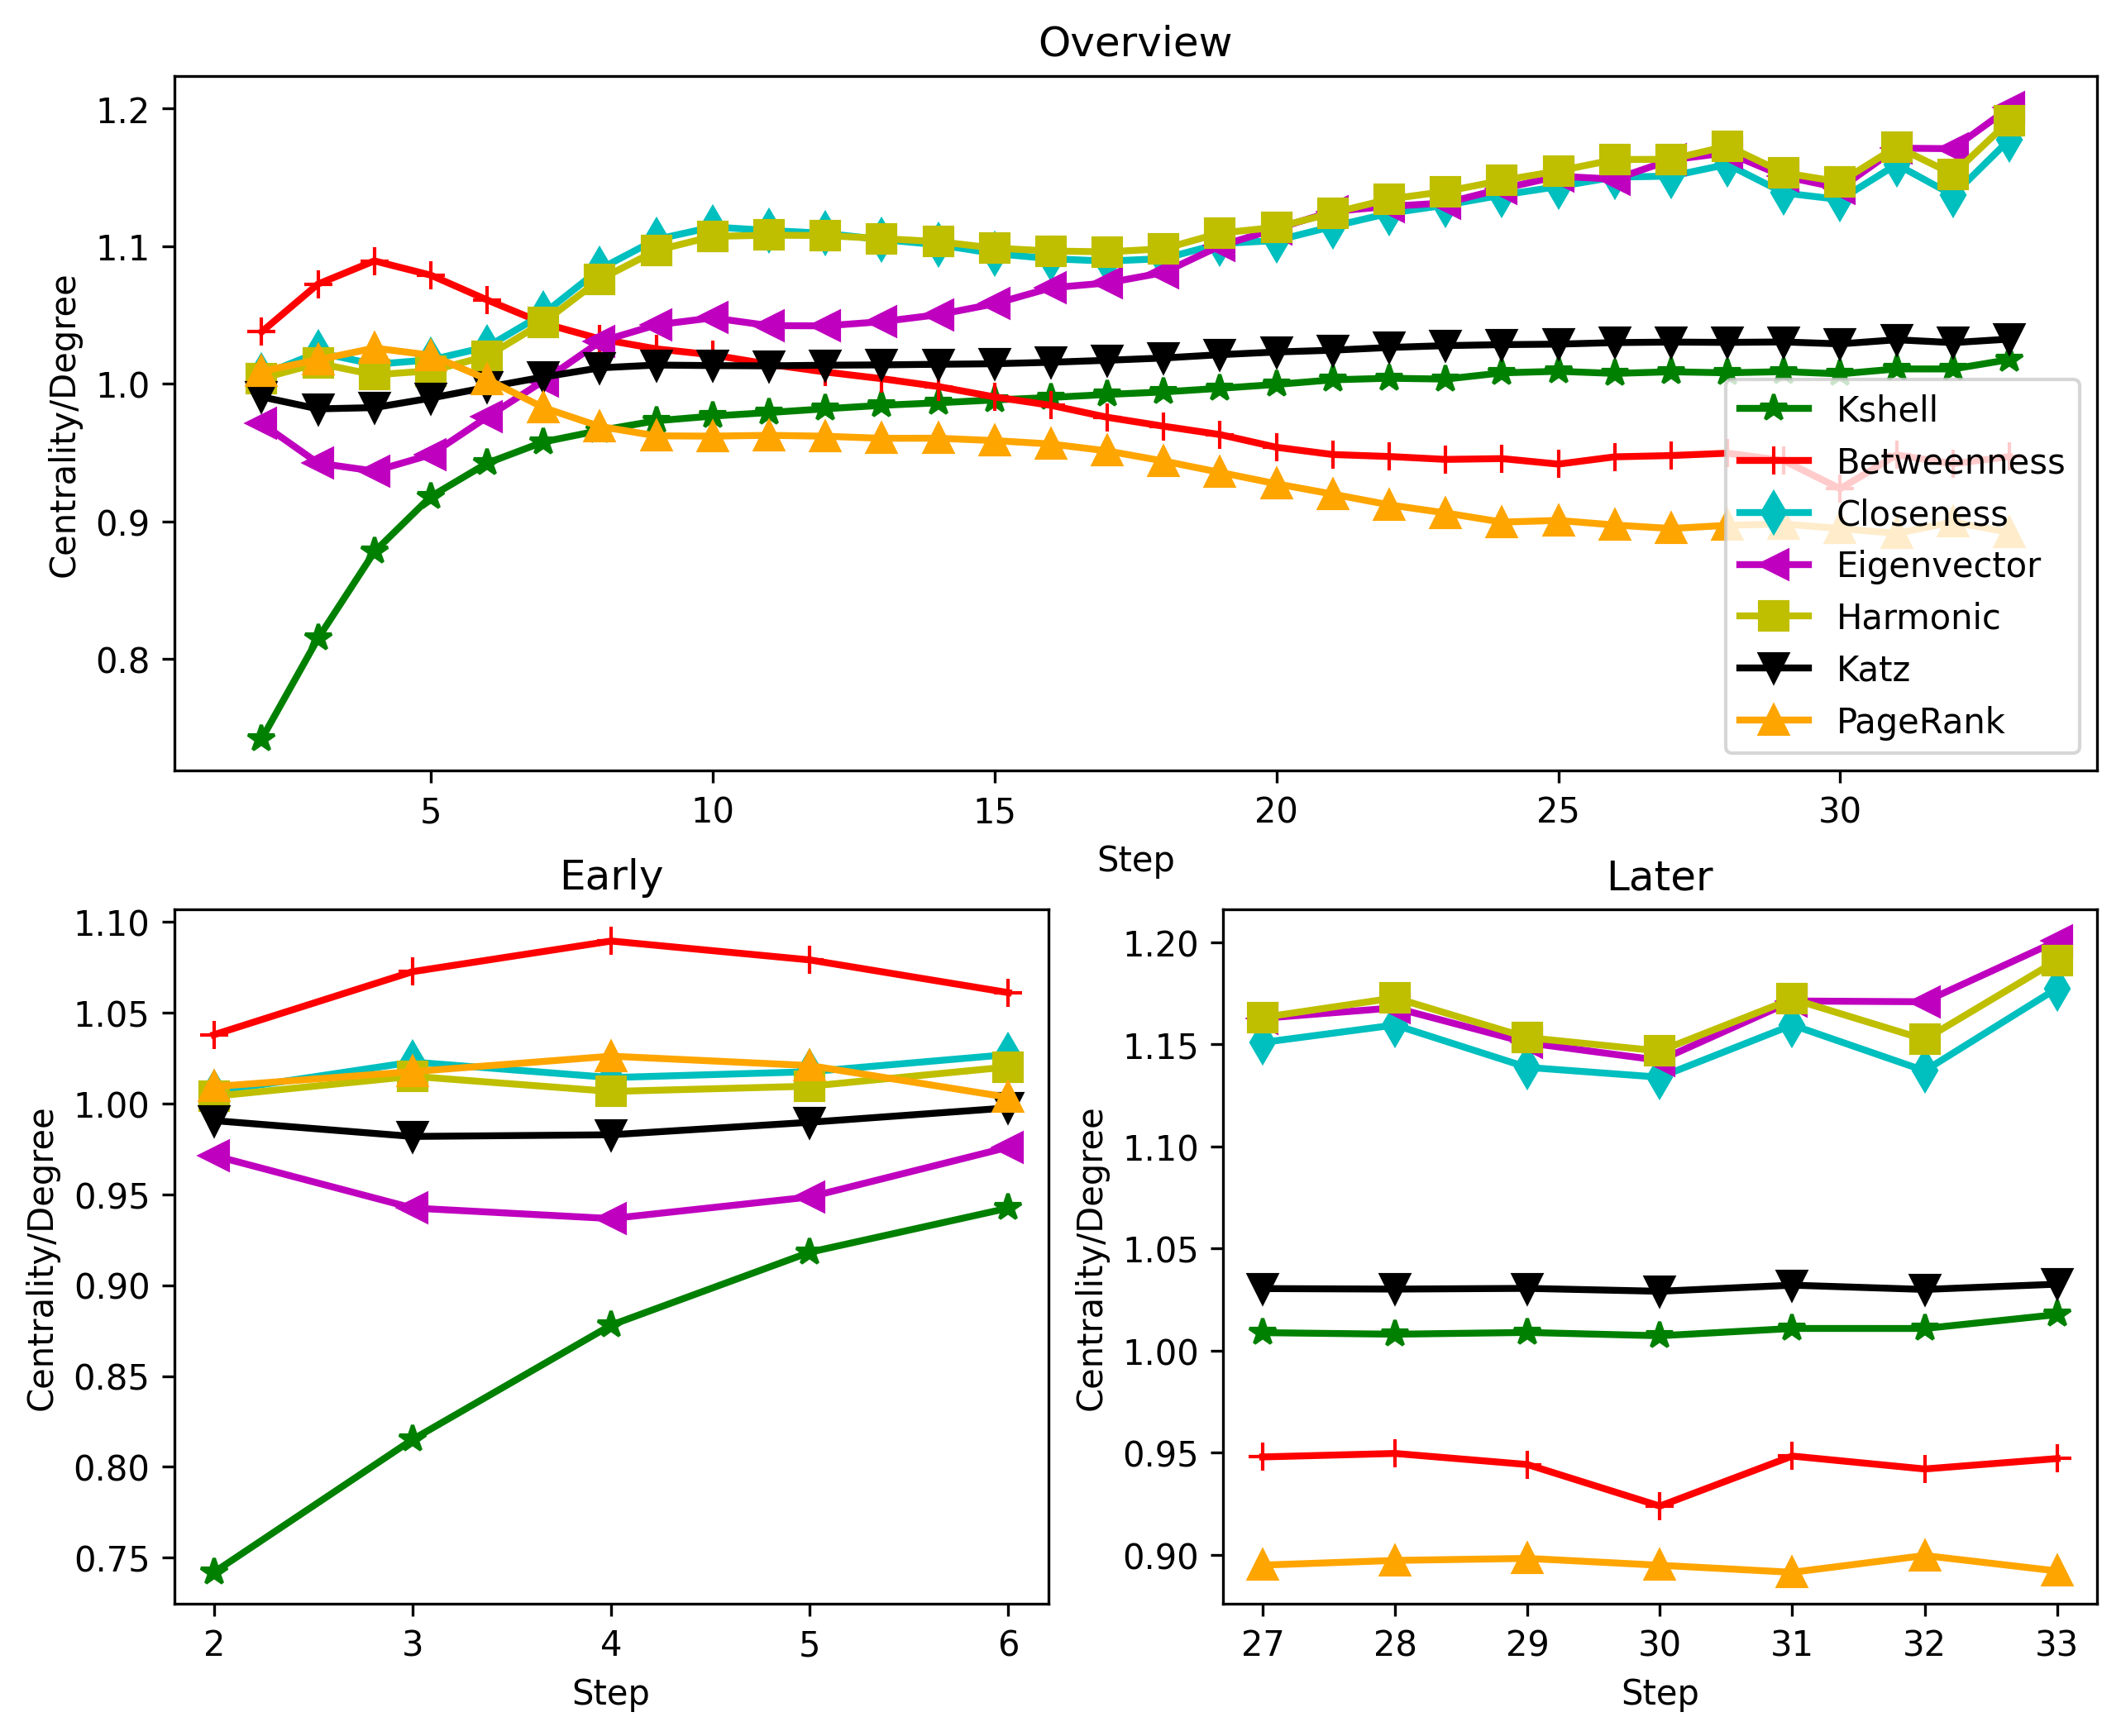 Overview
Centrality/Degree
1.2
1.1
1.0
0.9
0.8
5 10 15 20 25 30
Step
Kshell
Betweenness
Closeness
Eigenvector
Harmonic
Katz
PageRank
Early
Centrality/Degree
1.10
1.05
1.00
0.95
0.90
0.85
0.80
0.75
2 3 4 5 6
Step
Later
Centrality/Degree
1.20
1.15
1.10
1.05
1.00
0.95
0.90
27 28 29 30 31 32 33
Step